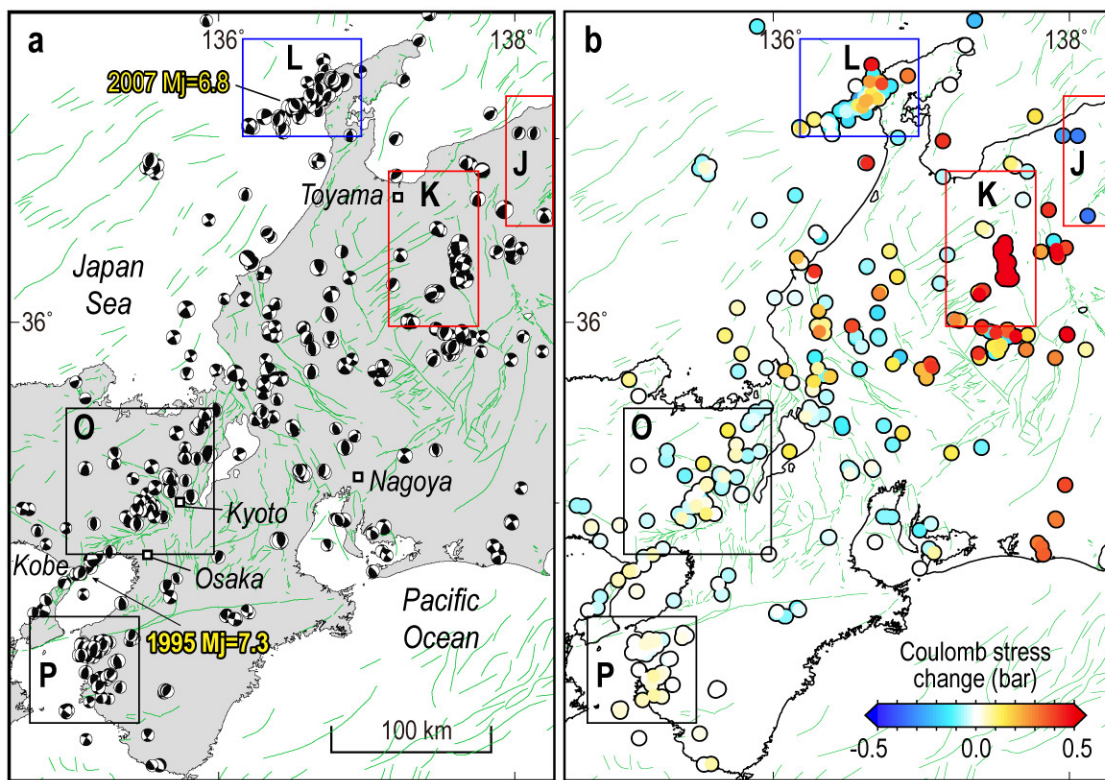 a
136
138
L
2007 Mj=6.8
J
Toyama
K
Japan
Sea
36°
O
Nagoya
Kyoto
Kobe
Osaka
Pacific
Ocean
1995 Mj=7.3
P
100 km
b
136
138
L
J
K
36°
O
P
Coulomb stress
change (bar)
-0.5
0.0
0.5